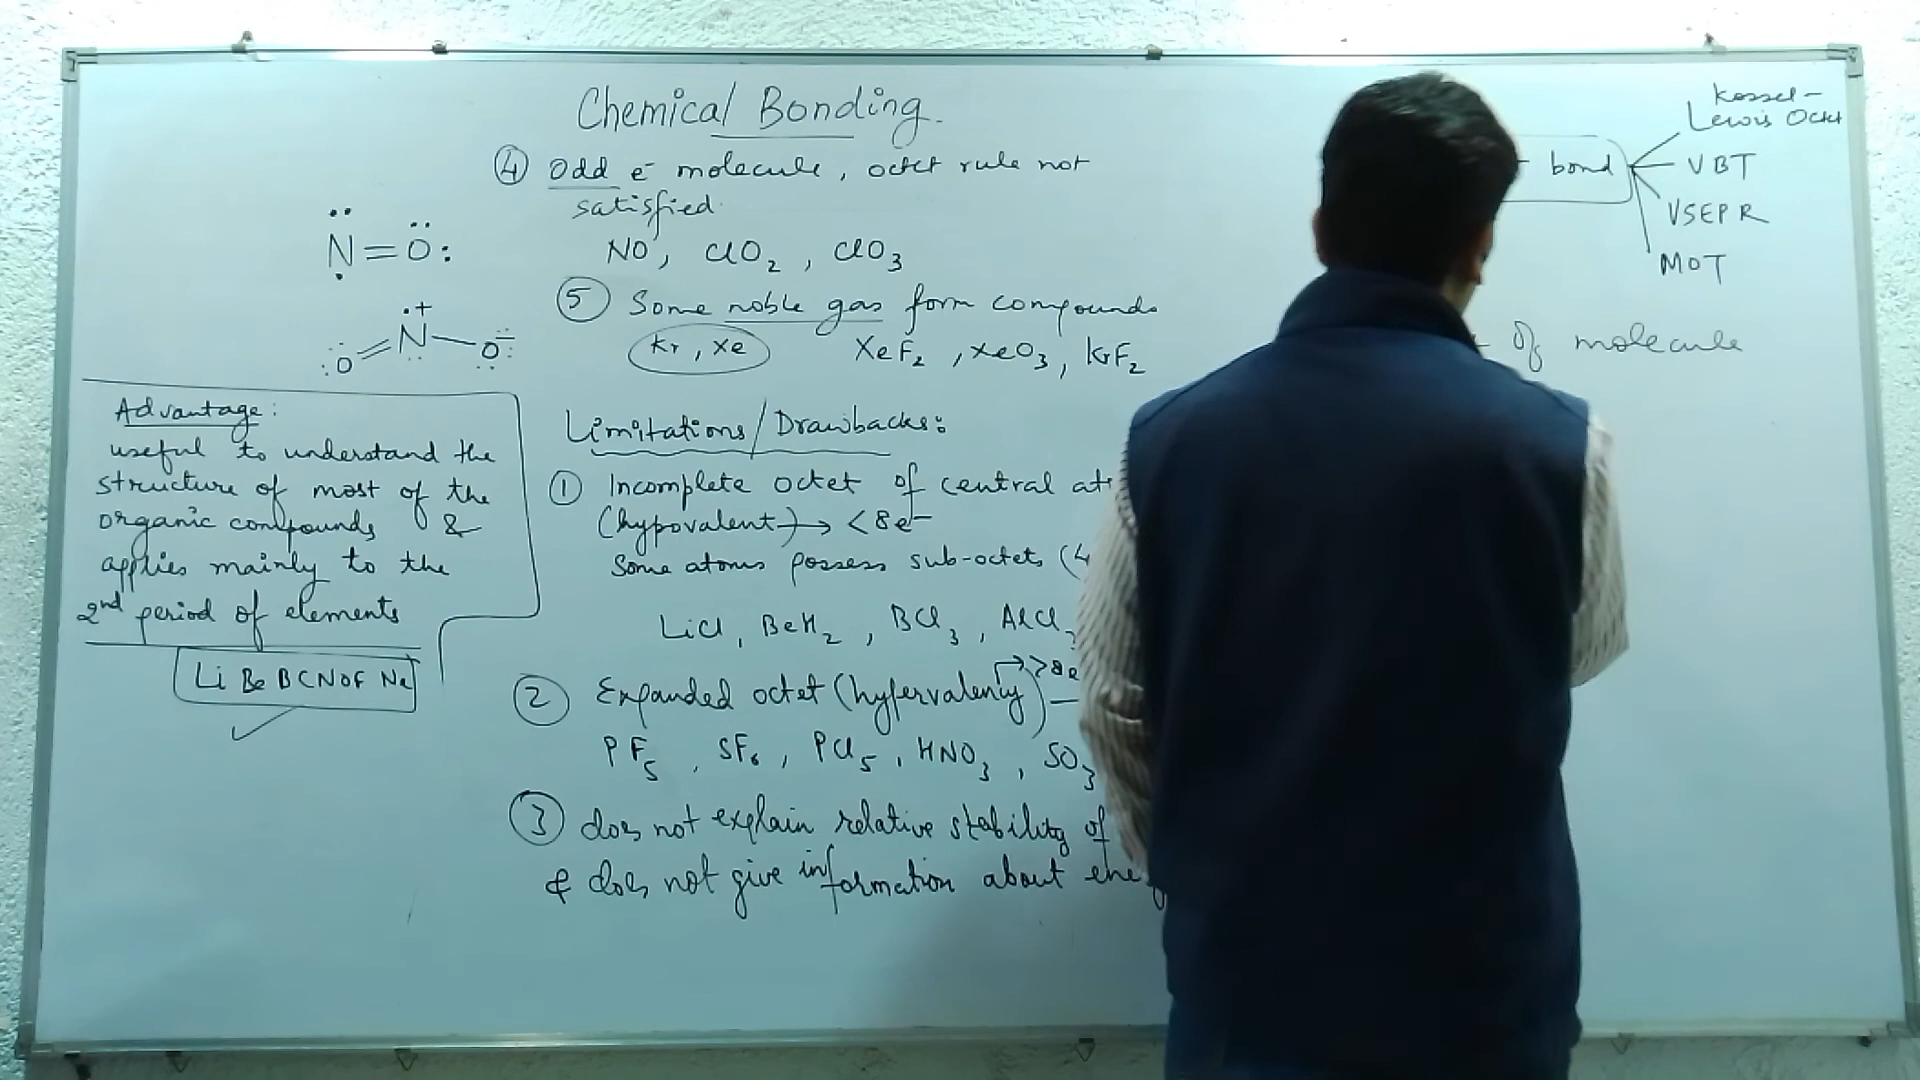 Chemical Bonding.
④ Odd e⁻ molecule, octet rule not
satisfied.
NO, ClO₂, ClO₃
⑤ Some noble gas form compounds
Kr, Xe
XeF₂, XeO₃, KrF₂
N=O:
O=N⁺—O⁻
Advantage:
useful to understand the
structure of most of the
organic compounds &
applies mainly to the
2nd period of elements
Li Be B C N O F Ne
Limitations/Drawbacks:
① Incomplete octet of central
(hypovalent) → <8e⁻
Some atoms possess sub-octets (4
LiCl, BeH₂, BCl₃, AlCl₃
② Expanded octet (hypervalency) → >8e
PF₅, SF₆, PCl₅, HNO₃, SO₃
③ does not explain relative stability of
& does not give information about
bond
Kossel-
Lewis Octet
VBT
VSEPR
MOT
of molecule